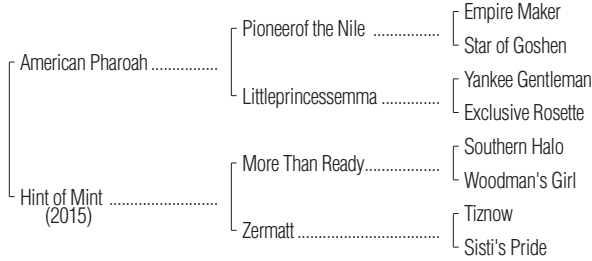 Empire Maker
Pioneerof the Nile ................
Star of Goshen
American Pharoah ................
Yankee Gentleman
Littleprincessemma ..............
Exclusive Rosette
Southern Halo
More Than Ready..................
Woodman's Girl
Hint of Mint ..........................
(2015)
Tiznow
Zermatt ..................................
Sisti's Pride